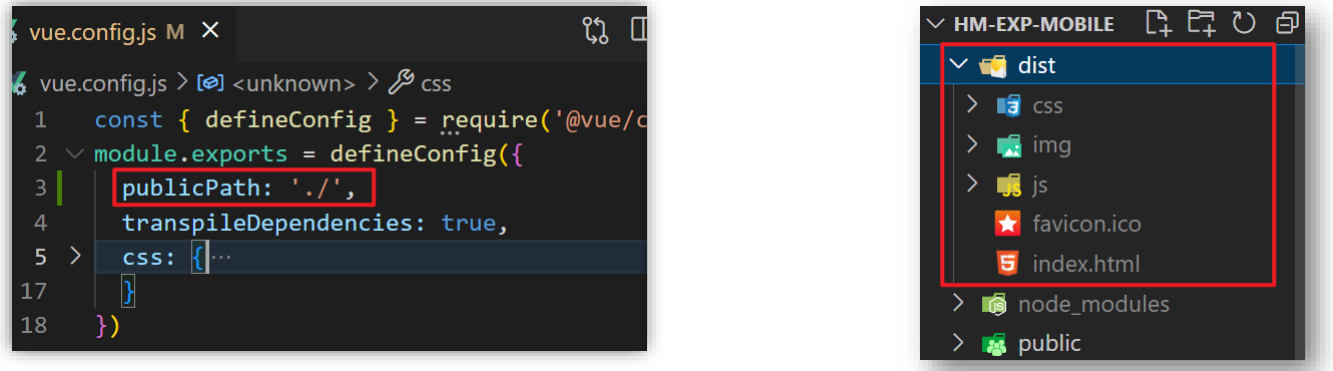 vue.config.js M
vue.config.js > <unknown> > css
1 const { defineConfig } = require('@vue/c
2 module.exports = defineConfig({
3 publicPath: './',
4 transpileDependencies: true,
5 css: {…
17 }
18 })
HM-EXP-MOBILE
dist
css
img
js
favicon.ico
index.html
node_modules
public